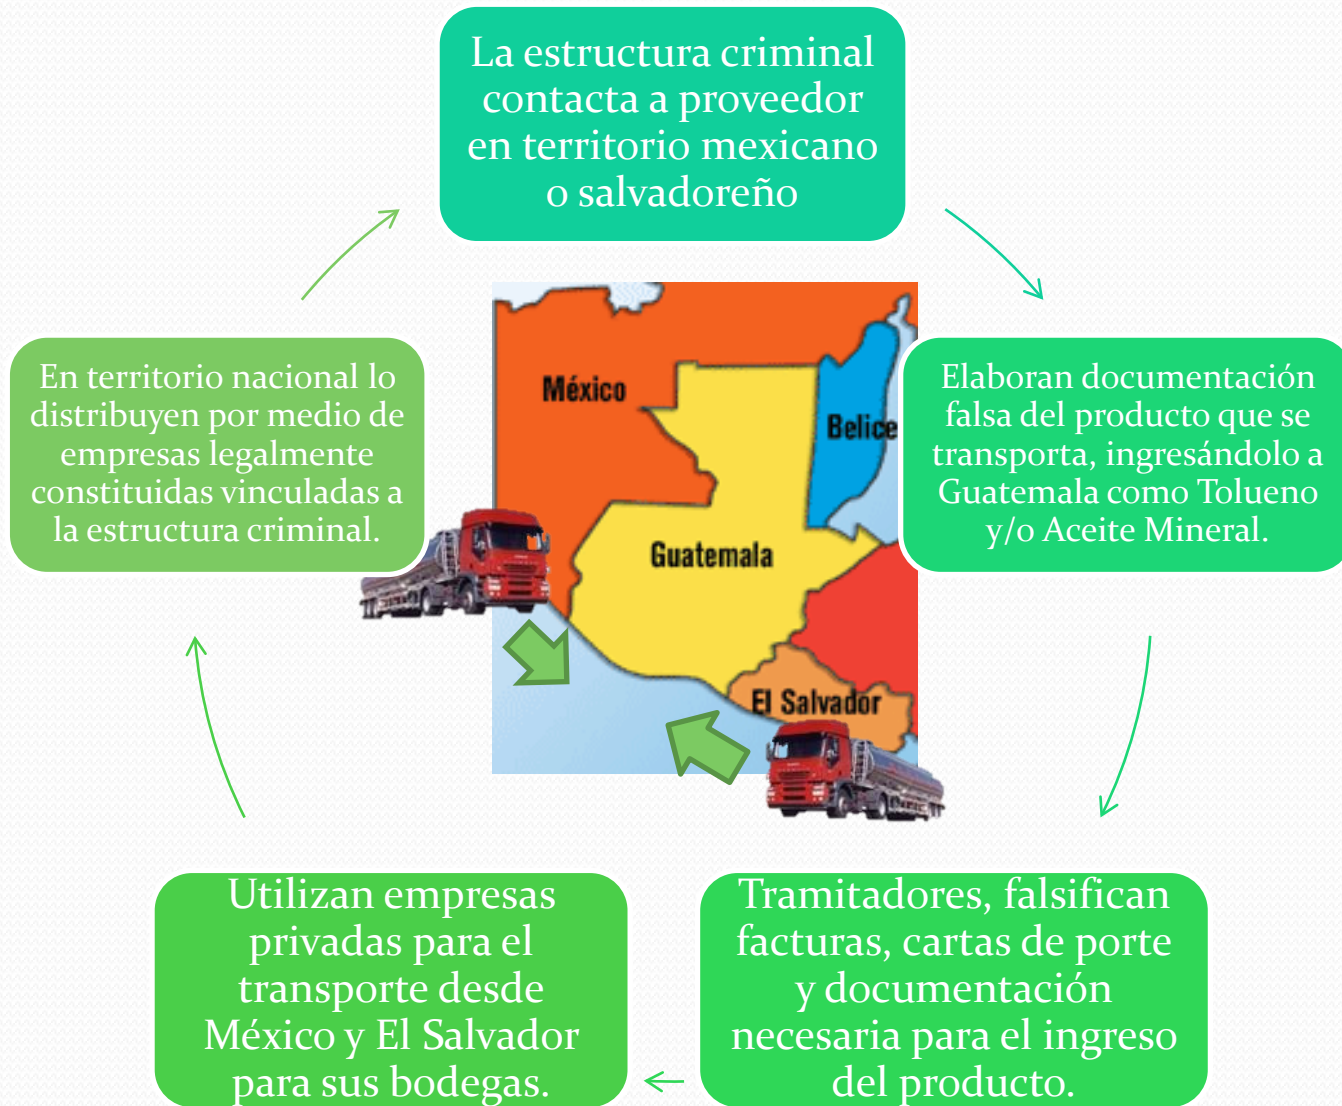 La estructura criminal
contacta a proveedor
en territorio mexicano
o salvadoreño
Elaboran documentación
falsa del producto que se
transporta, ingresándolo a
Guatemala como Tolueno
y/o Aceite Mineral.
Tramitadores, falsifican
facturas, cartas de porte
y documentación
necesaria para el ingreso
del producto.
Utilizan empresas
privadas para el
transporte desde
México y El Salvador
para sus bodegas.
En territorio nacional lo
distribuyen por medio de
empresas legalmente
constituidas vinculadas a
la estructura criminal.
México
Belice
Guatemala
El Salvador